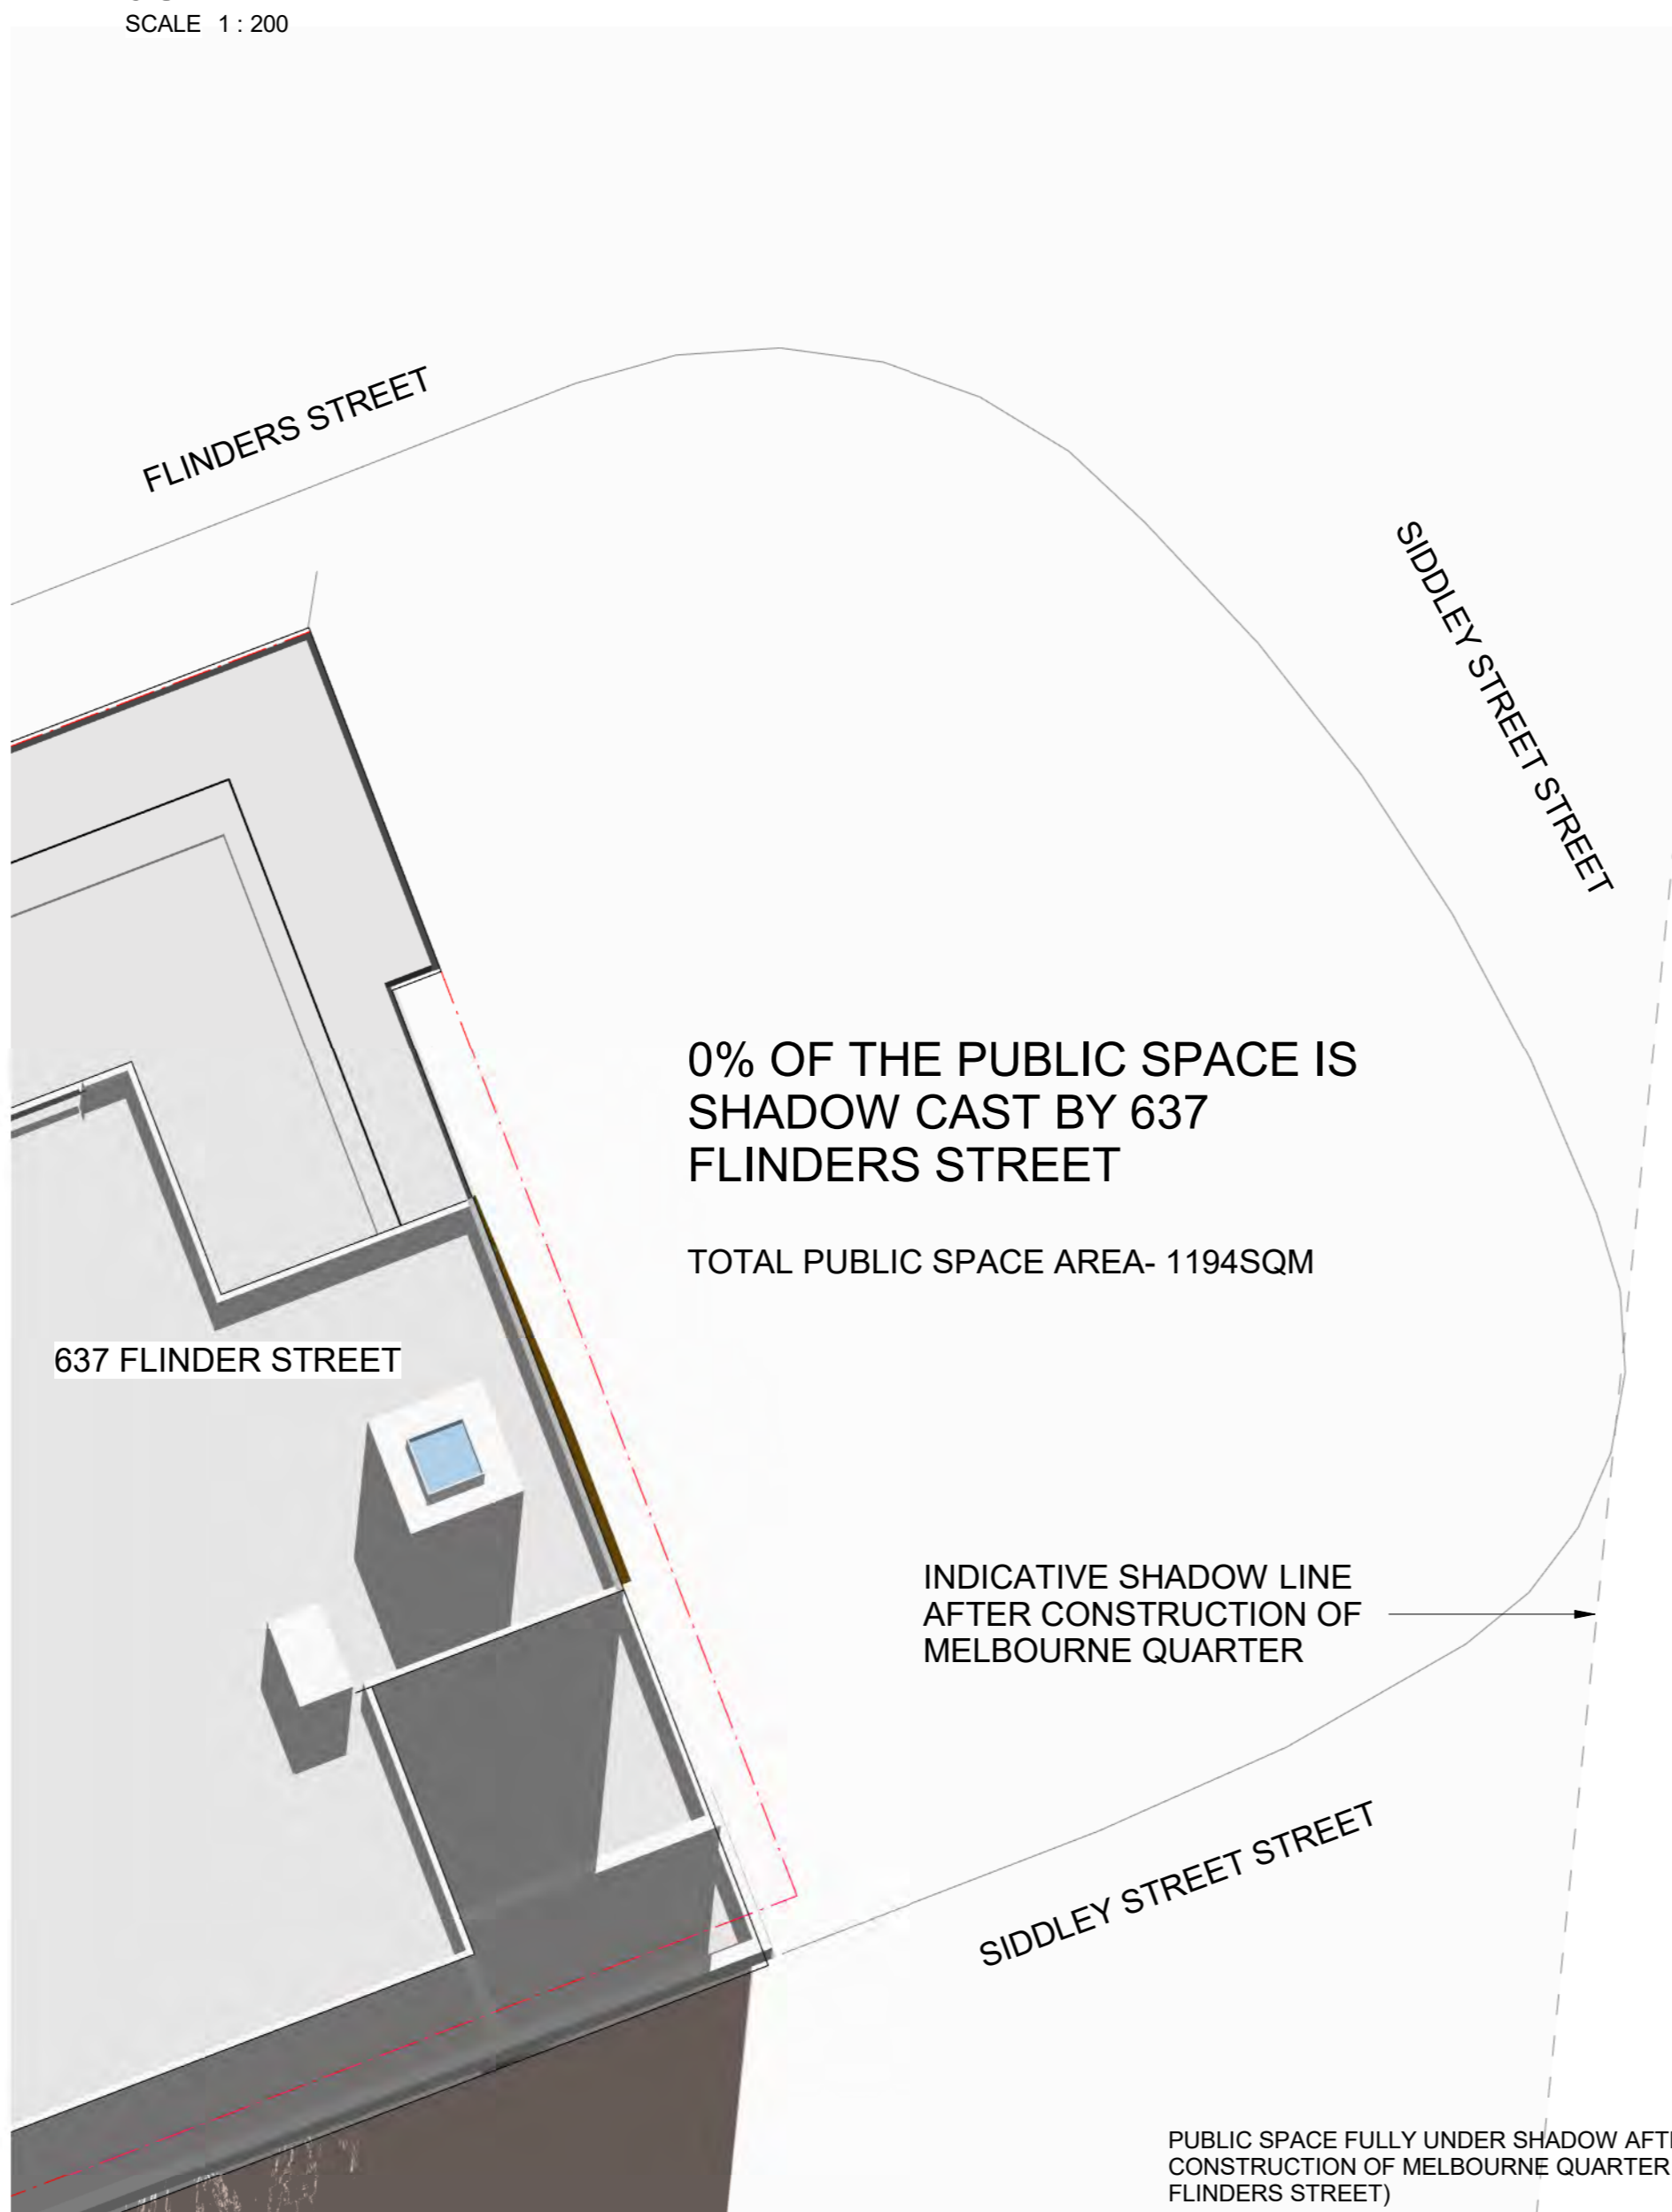 SCALE 1 : 200
FLINDERS STREET
SIDDLEY STREET STREET
0% OF THE PUBLIC SPACE IS
SHADOW CAST BY 637
FLINDERS STREET
TOTAL PUBLIC SPACE AREA- 1194SQM
637 FLINDER STREET
INDICATIVE SHADOW LINE
AFTER CONSTRUCTION OF
MELBOURNE QUARTER
SIDDLEY STREET STREET
PUBLIC SPACE FULLY UNDER SHADOW
CONSTRUCTION OF MELBOURNE QUARTER
FLINDERS STREET)